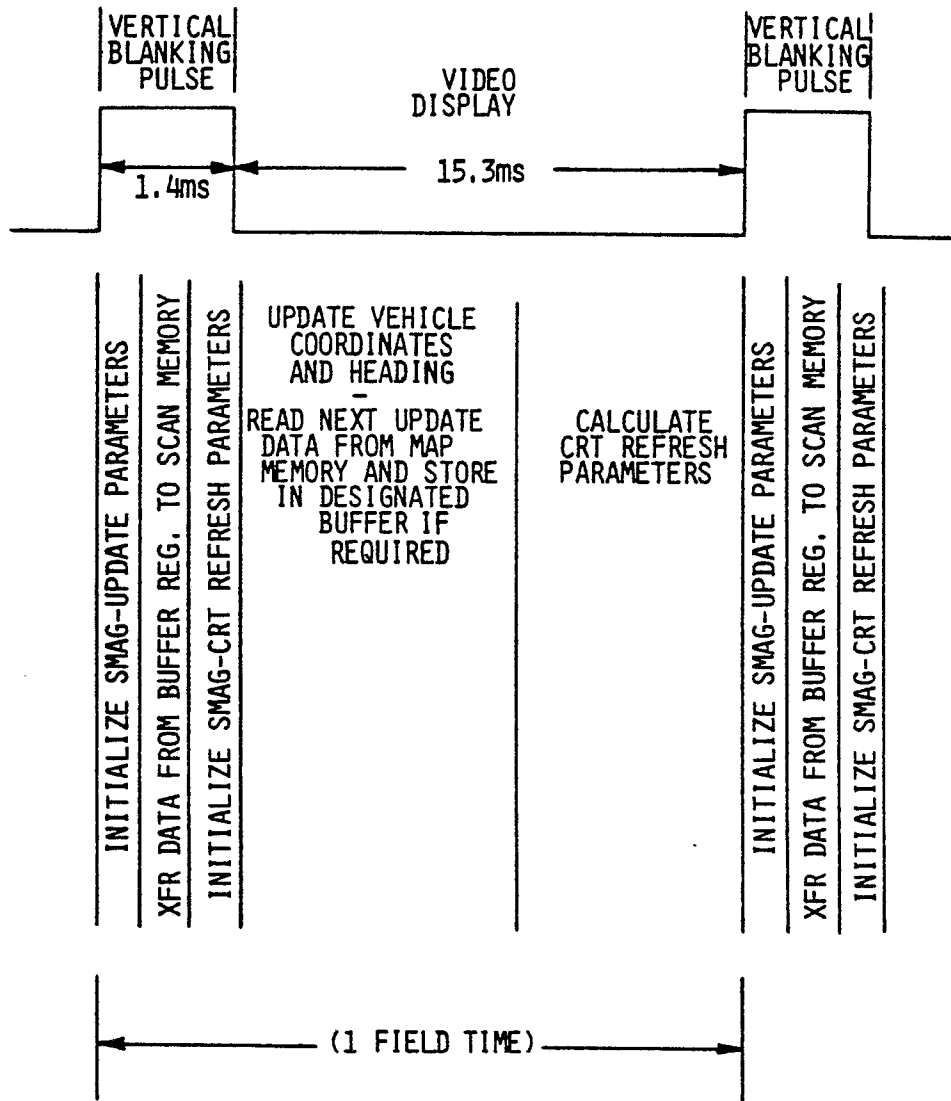 VERTICAL
BLANKING
PULSE
VIDEO
DISPLAY
VERTICAL
BLANKING
PULSE
1.4ms
15.3ms
INITIALIZE SMAG-UPDATE PARAMETERS
XFR DATA FROM BUFFER REG. TO SCAN MEMORY
INITIALIZE SMAG-CRT REFRESH PARAMETERS
UPDATE VEHICLE
COORDINATES
AND HEADING
–
READ NEXT UPDATE
DATA FROM MAP
MEMORY AND STORE
IN DESIGNATED
BUFFER IF
REQUIRED
CALCULATE
CRT REFRESH
PARAMETERS
INITIALIZE SMAG-UPDATE PARAMETERS
XFR DATA FROM BUFFER REG. TO SCAN MEMORY
INITIALIZE SMAG-CRT REFRESH PARAMETERS
(1 FIELD TIME)